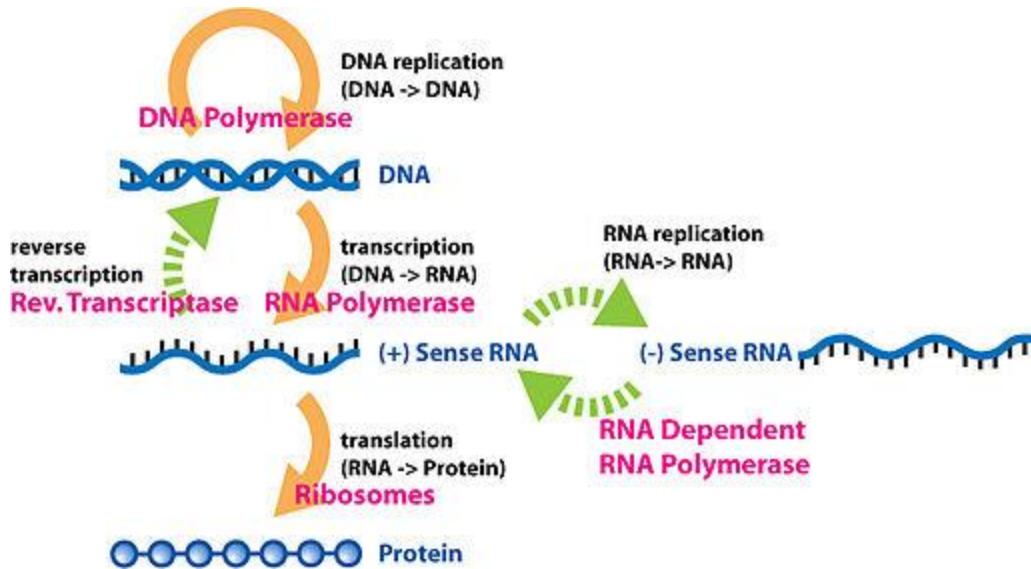 DNA replication
(DNA -> DNA)
DNA Polymerase
DNA
reverse
transcription
Rev. Transcriptase
transcription
(DNA -> RNA)
RNA Polymerase
RNA replication
(RNA-> RNA)
(+) Sense RNA
(-) Sense RNA
RNA Dependent
RNA Polymerase
translation
(RNA -> Protein)
Ribosomes
Protein